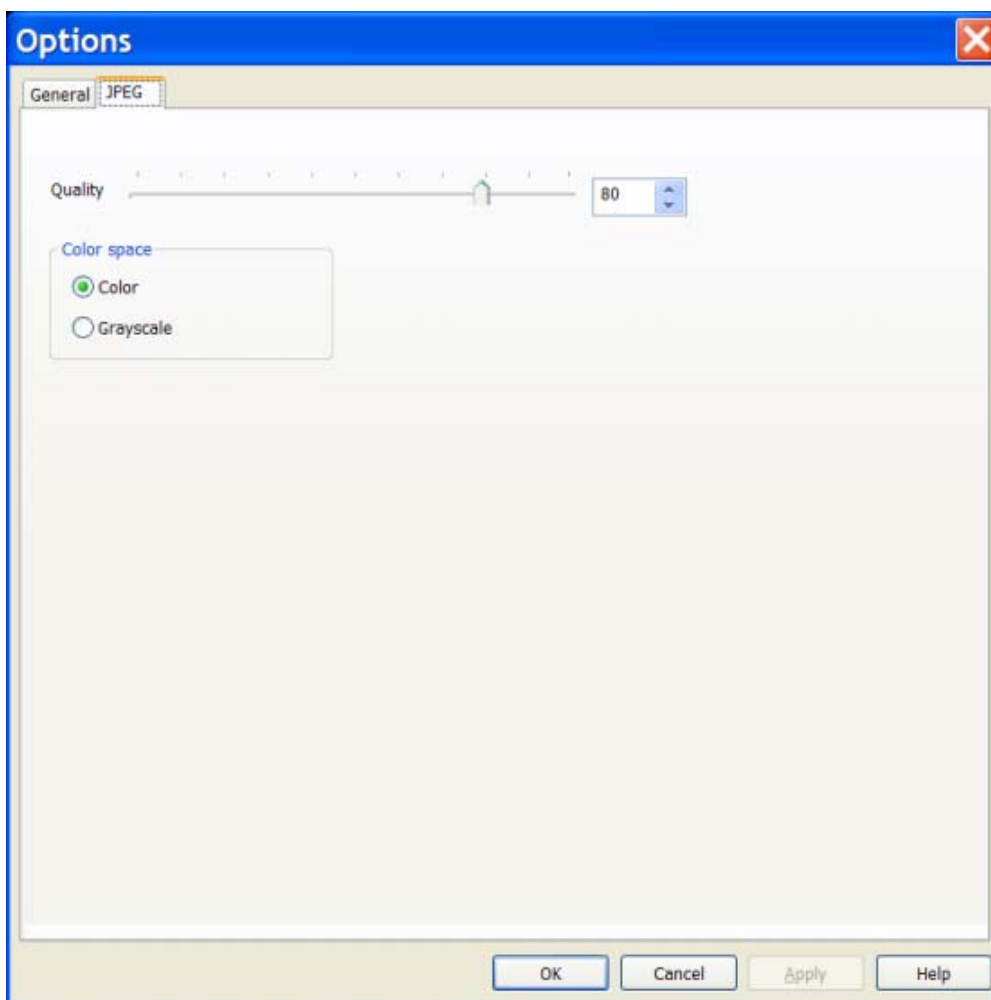 Options
General JPEG
Quality 80
Color space
Color
Grayscale
OK Cancel Apply Help